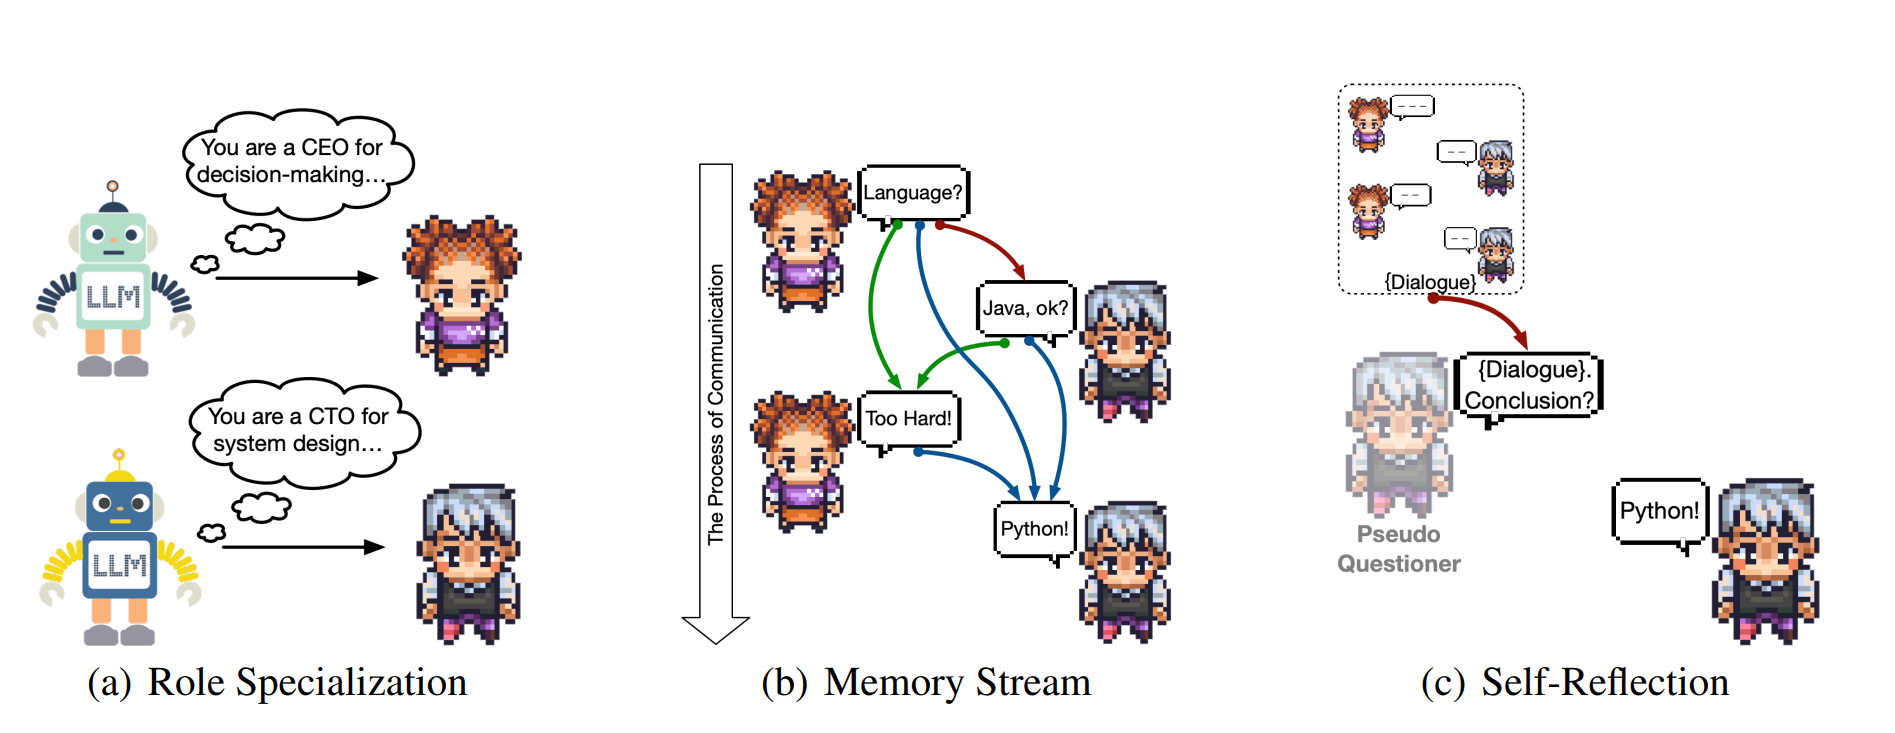 You are a CEO for
decision-making…
LLM
You are a CTO for
system design…
LLM
(a) Role Specialization
The Process of Communication
Language?
Java, ok?
Too Hard!
Python!
(b) Memory Stream
--- 
--
--
--
{Dialogue}
{Dialogue}.
Conclusion?
Pseudo
Questioner
Python!
(c) Self-Reflection